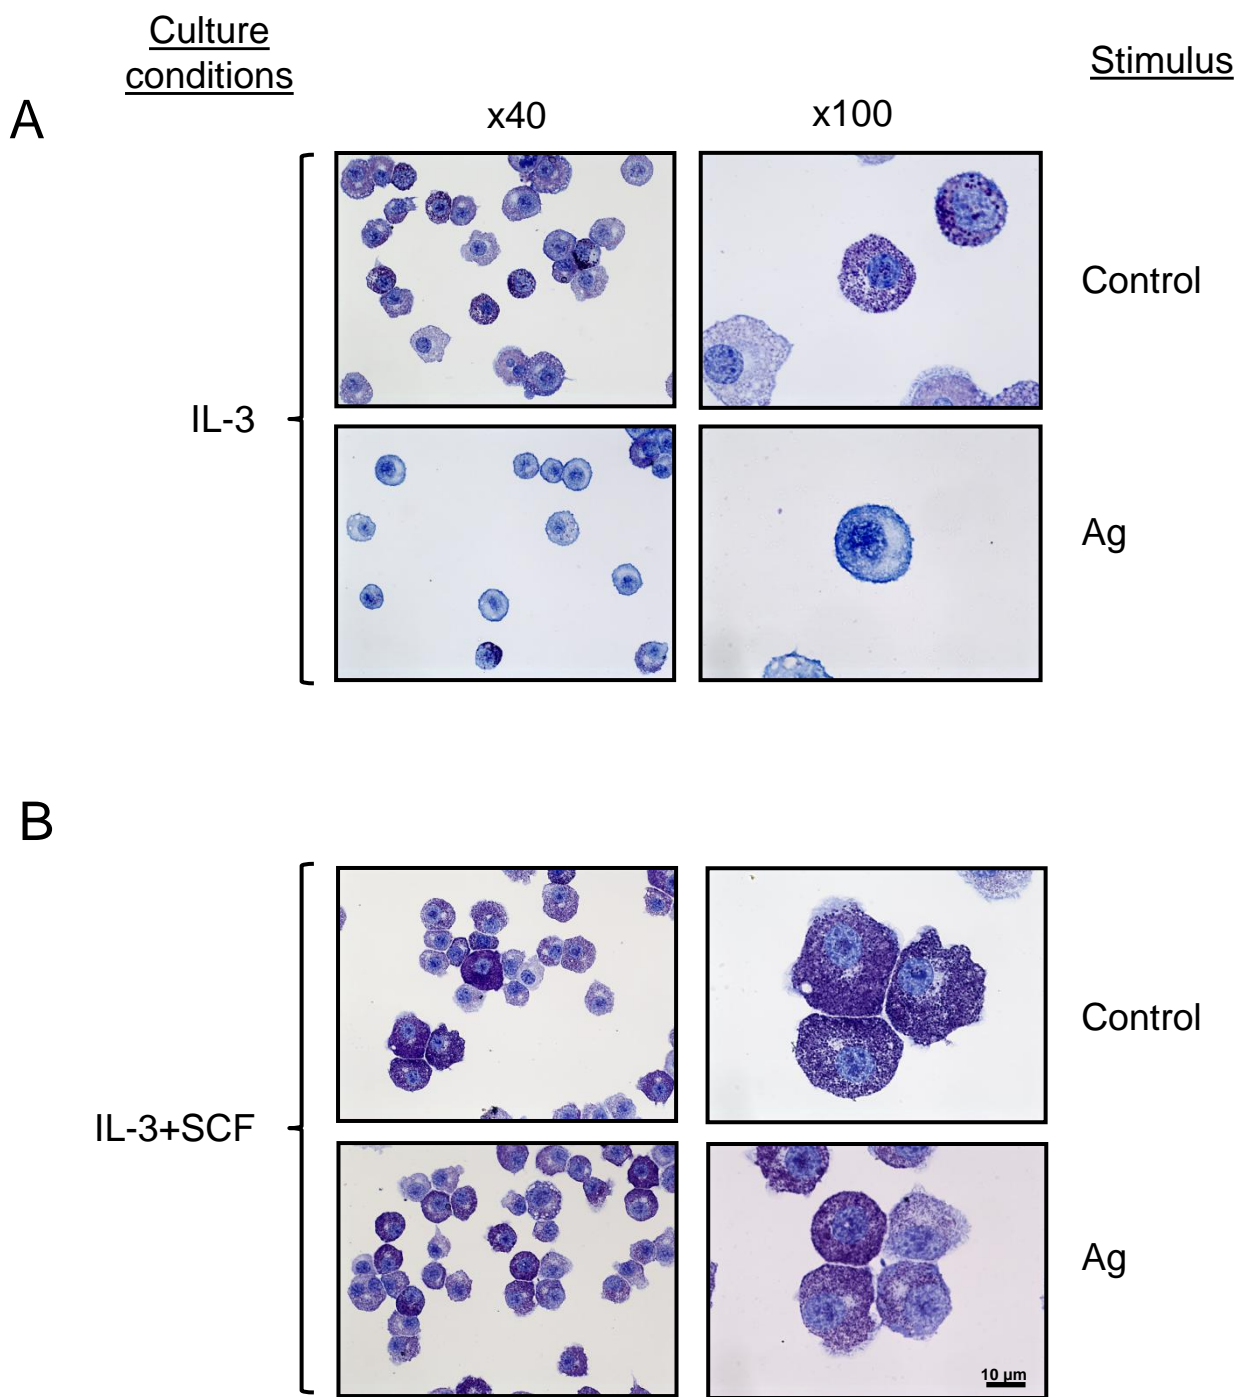 Culture
conditions
Stimulus
A
x40
x100
Control
IL-3
Ag
B
Control
IL-3+SCF
Ag
10 μm